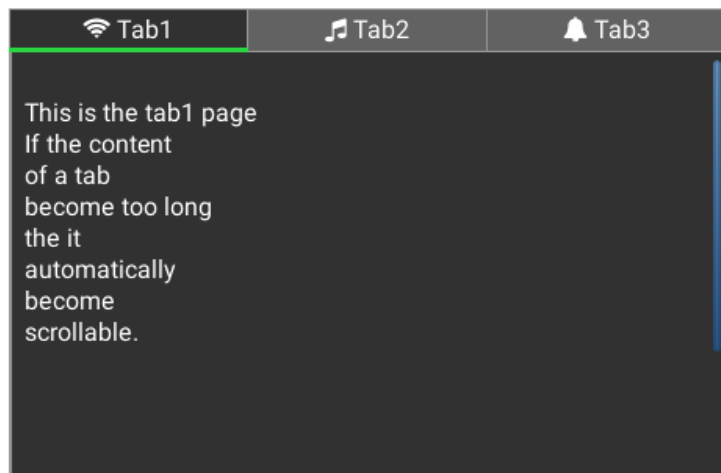 Tab1
Tab2
Tab3
This is the tab1 page
If the content
of a tab
become too long
the it
automatically
become
scrollable.